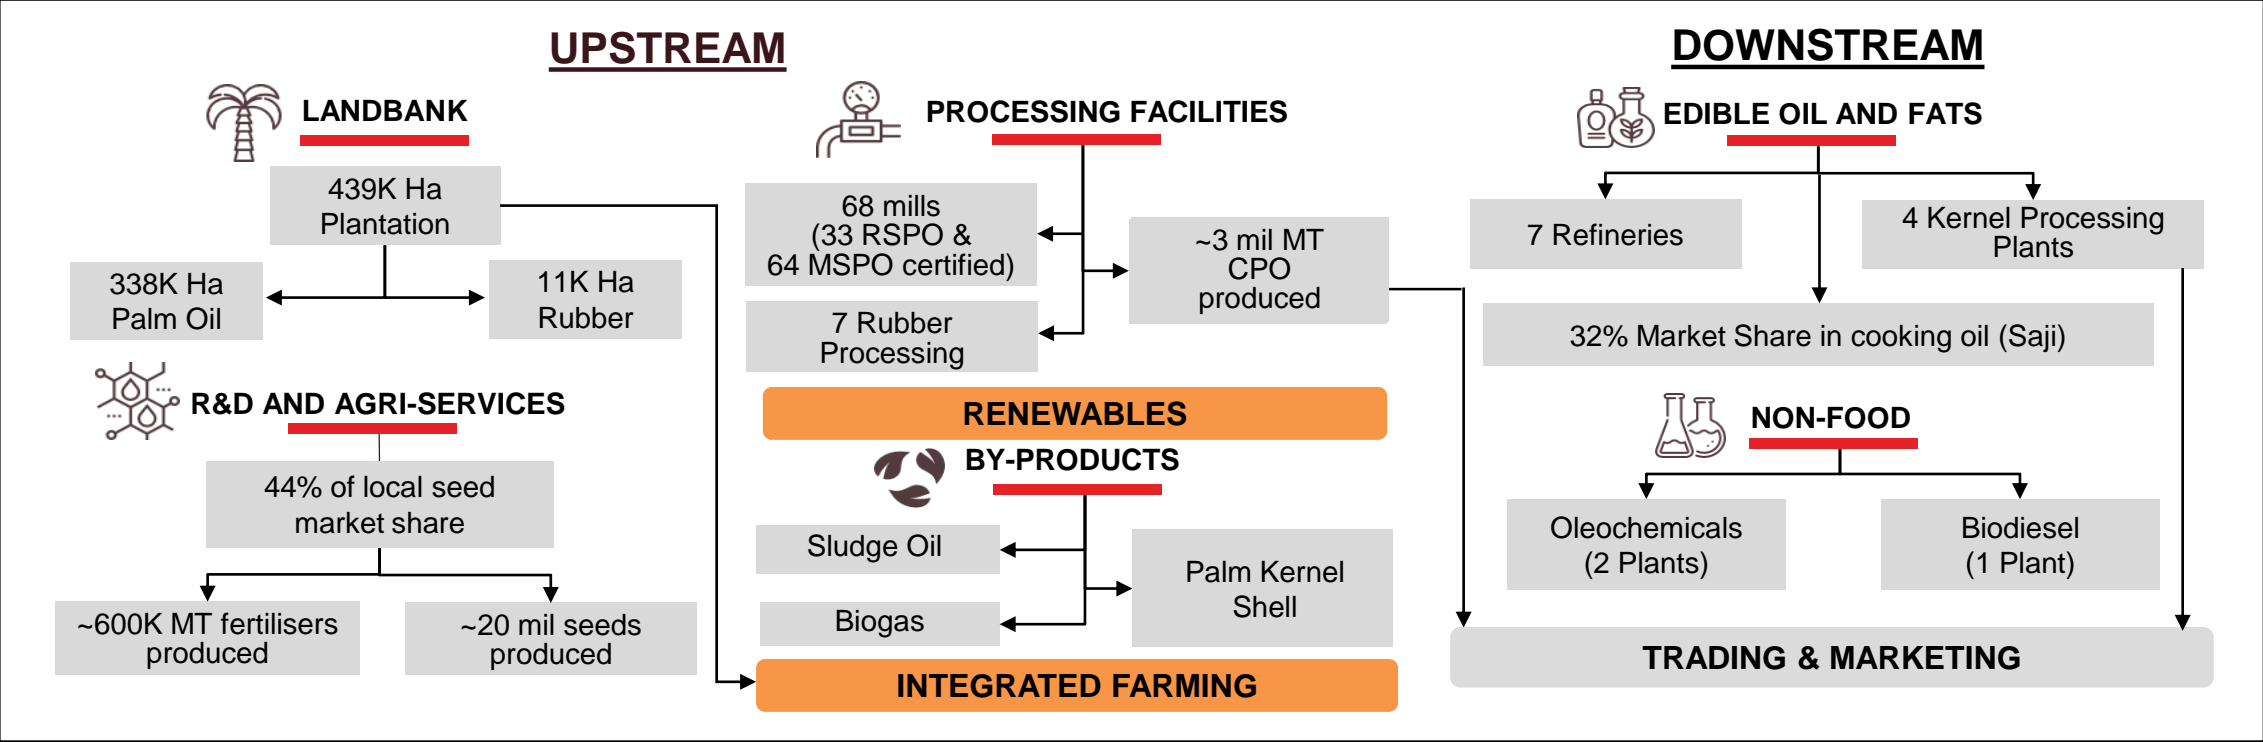 UPSTREAM
LANDBANK
439K Ha
Plantation
338K Ha
Palm Oil
11K Ha
Rubber
R&D AND AGRI-SERVICES
44% of local seed
market share
~600K MT fertilisers
produced
~20 mil seeds
produced
PROCESSING FACILITIES
68 mills
(33 RSPO &
64 MSPO certified)
~3 mil MT
CPO
produced
7 Rubber
Processing
RENEWABLES
BY-PRODUCTS
Sludge Oil
Biogas
Palm Kernel
Shell
INTEGRATED FARMING
DOWNSTREAM
EDIBLE OIL AND FATS
7 Refineries
4 Kernel Processing
Plants
32% Market Share in cooking oil (Saji)
NON-FOOD
Oleochemicals
(2 Plants)
Biodiesel
(1 Plant)
TRADING & MARKETING